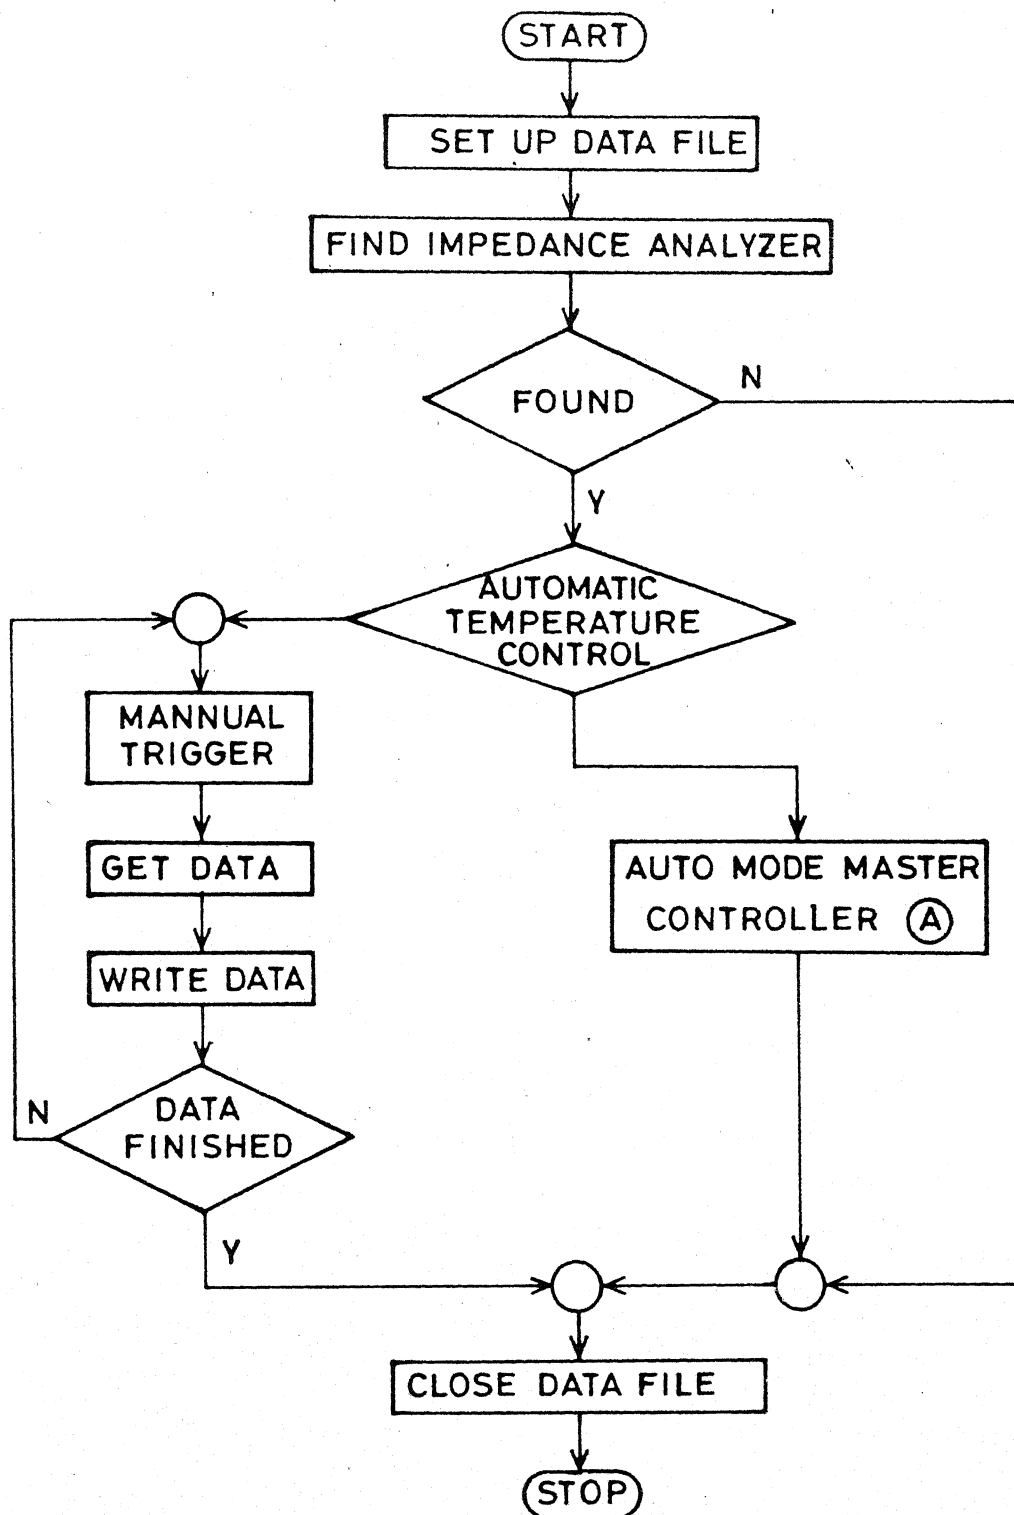 START
SET UP DATA FILE
FIND IMPEDANCE ANALYZER
FOUND
N
Y
AUTOMATIC
TEMPERATURE
CONTROL
MANNUAL
TRIGGER
GET DATA
WRITE DATA
DATA
FINISHED
N
Y
AUTO MODE MASTER
CONTROLLER A
CLOSE DATA FILE
STOP